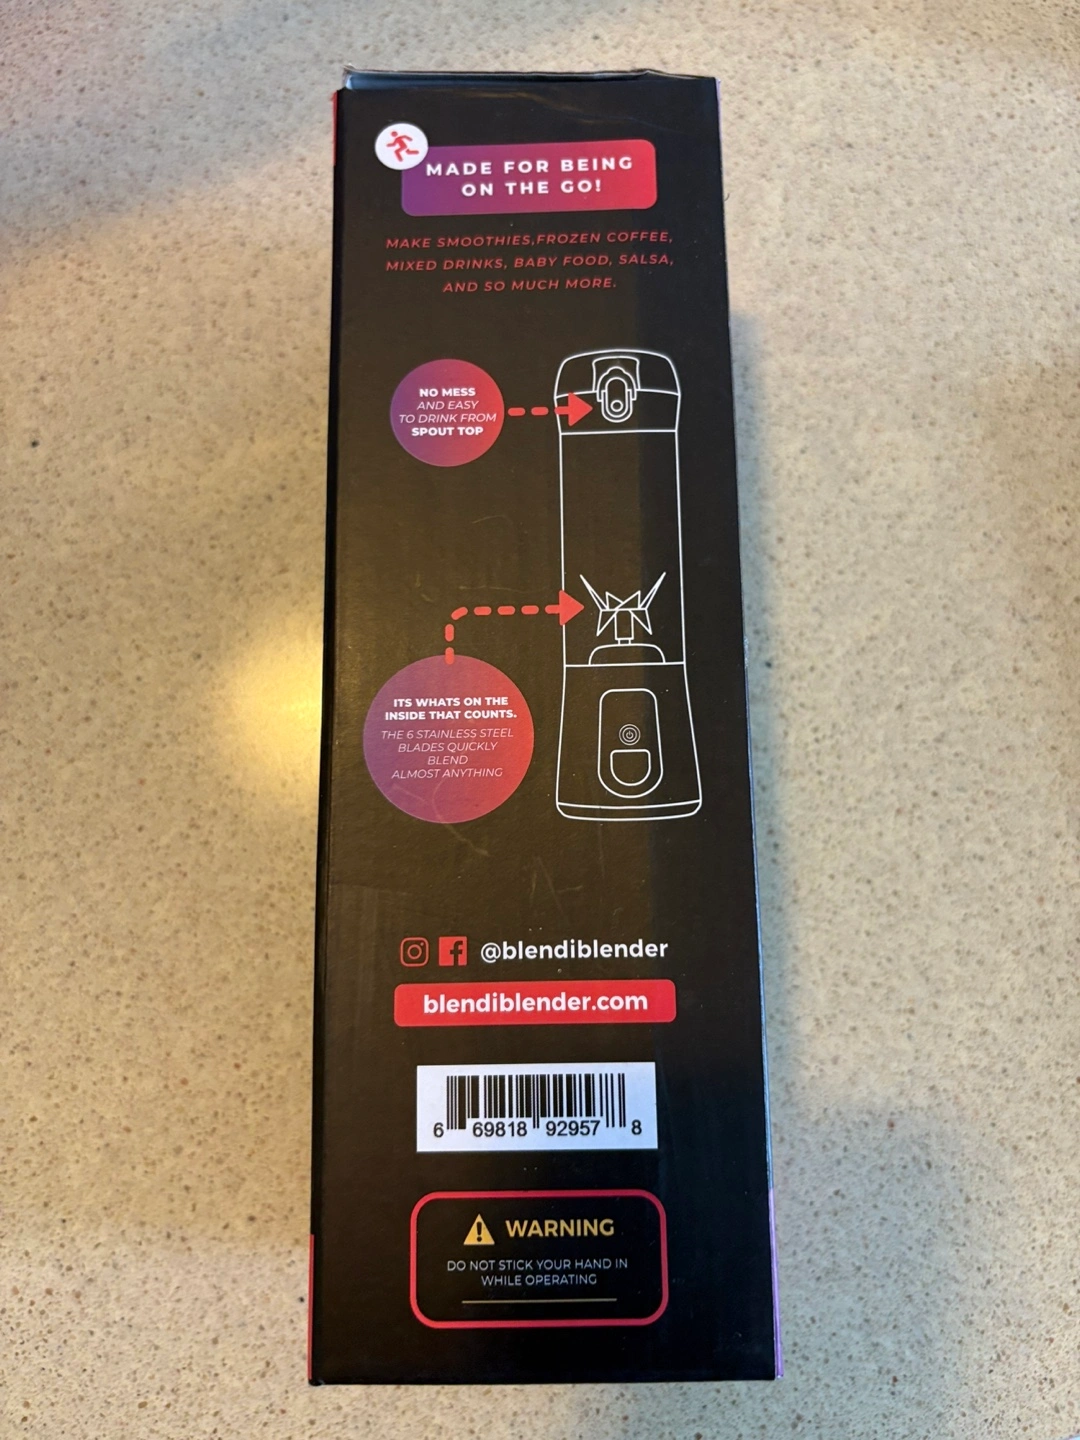 MADE FOR BEING
ON THE GO!
MAKE SMOOTHIES,FROZEN COFFEE,
MIXED DRINKS, BABY FOOD, SALSA,
AND SO MUCH MORE.
NO MESS
AND EASY
TO DRINK FROM
SPOUT TOP
ITS WHATS ON THE
INSIDE THAT COUNTS.
THE 6 STAINLESS STEEL
BLADES QUICKLY
BLEND
ALMOST ANYTHING
@blendiblender
blendiblender.com
6 69818 92957 8
WARNING
DO NOT STICK YOUR HAND IN
WHILE OPERATING